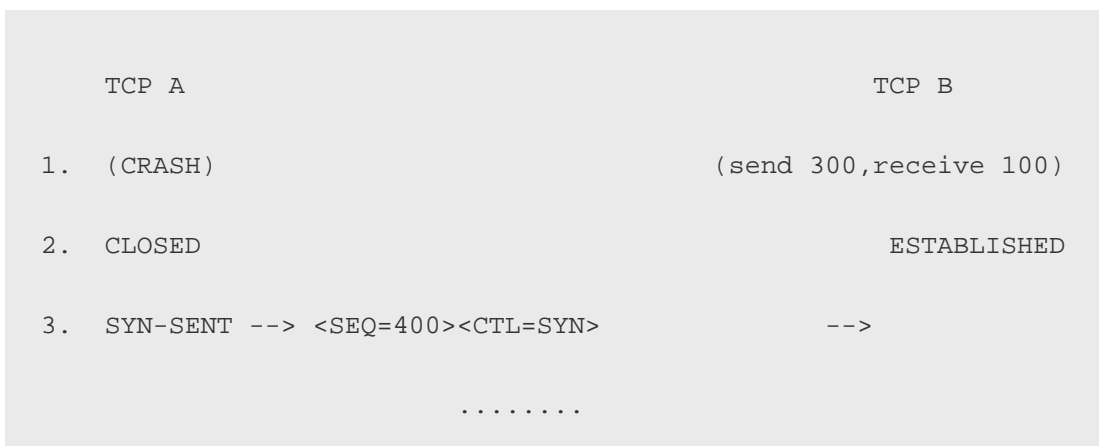 TCP A                                           TCP B
1.  (CRASH)                               (send 300,receive 100)
2.  CLOSED                                           ESTABLISHED
3.  SYN-SENT --> <SEQ=400><CTL=SYN>              -->
........